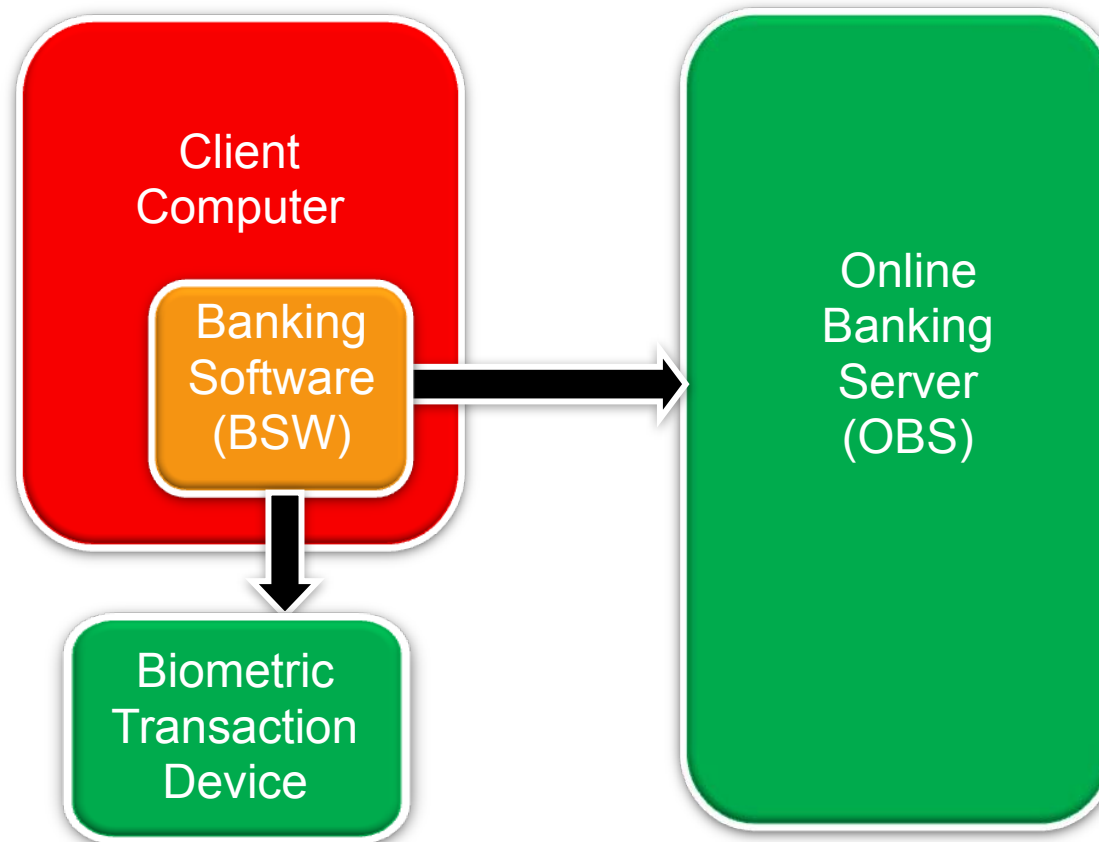 Client
Computer
Banking
Software
(BSW)
Online
Banking
Server
(OBS)
Biometric
Transaction
Device